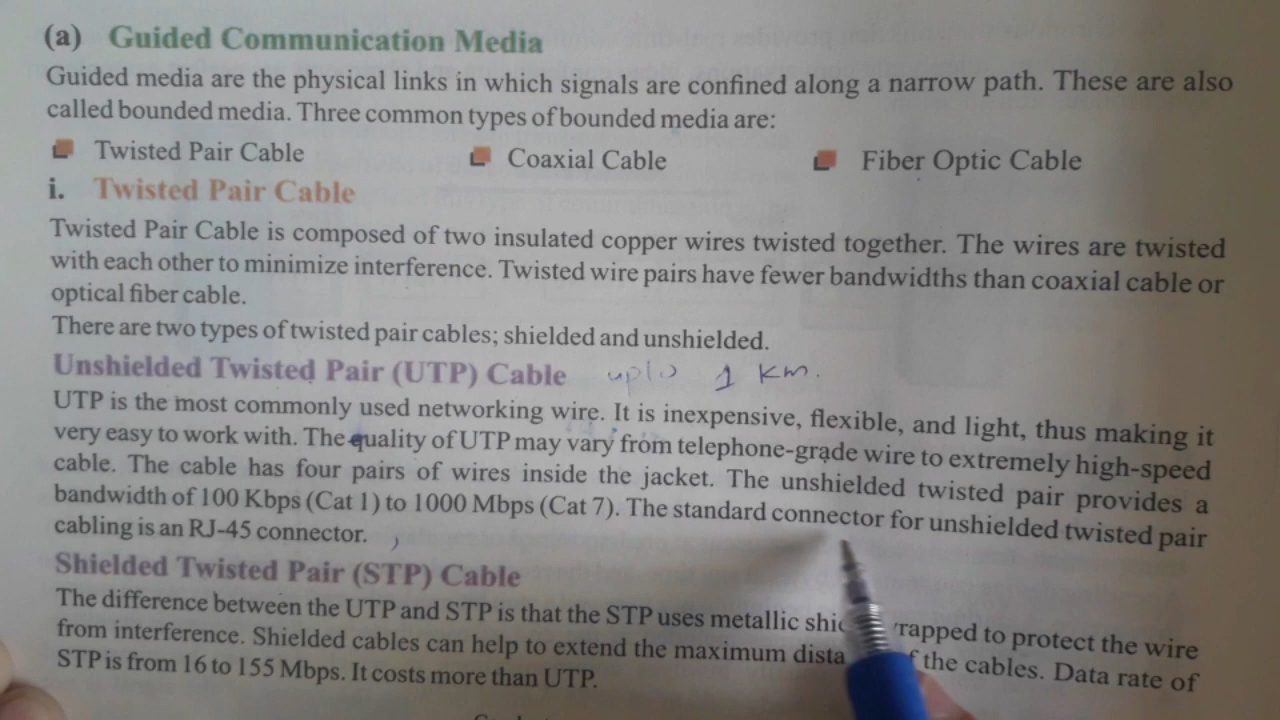 (a) Guided Communication Media
Guided media are the physical links in which signals are confined along a narrow path. These are also
called bounded media. Three common types of bounded media are:
Twisted Pair Cable Coaxial Cable Fiber Optic Cable
i. Twisted Pair Cable
Twisted Pair Cable is composed of two insulated copper wires twisted together. The wires are twisted
with each other to minimize interference. Twisted wire pairs have fewer bandwidths than coaxial cable or
optical fiber cable.
There are two types of twisted pair cables; shielded and unshielded.
Unshielded Twisted Pair (UTP) Cable upto 1 Km.
UTP is the most commonly used networking wire. It is inexpensive, flexible, and light, thus making it
very easy to work with. The quality of UTP may vary from telephone-grade wire to extremely high-speed
cable. The cable has four pairs of wires inside the jacket. The unshielded twisted pair provides a
bandwidth of 100 Kbps (Cat 1) to 1000 Mbps (Cat 7). The standard connector for unshielded twisted pair
cabling is an RJ-45 connector.
Shielded Twisted Pair (STP) Cable
The difference between the UTP and STP is that the STP uses metallic to protect the wire
from interference. Shielded cables can help to extend the maximum the cables. Data rate of
STP is from 16 to 155 Mbps. It costs more than UTP.